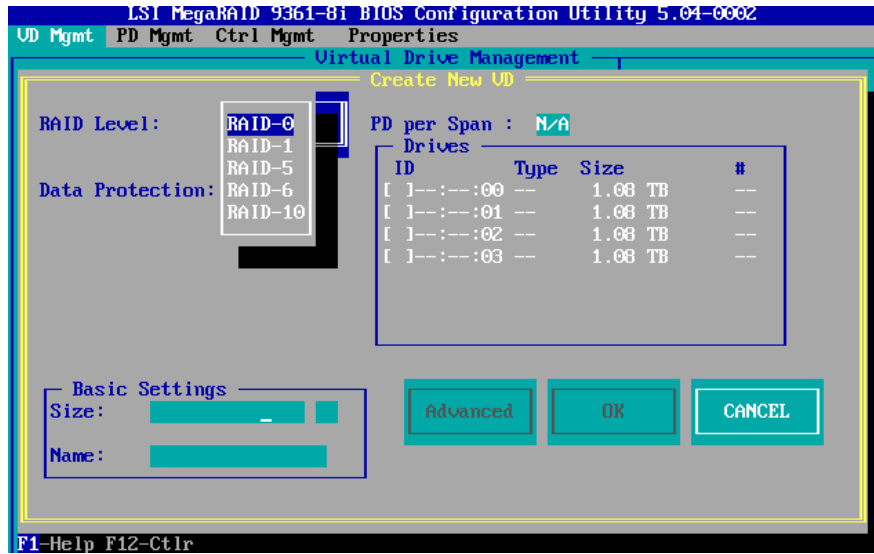 LSI MegaRAID 9361-8i BIOS Configuration Utility 5.04-0002
VD Mgmt PD Mgmt Ctrl Mgmt Properties
Virtual Drive Management
Create New VD
RAID Level:
RAID-0
RAID-1
RAID-5
RAID-6
RAID-10
Data Protection:
PD per Span : N/A
Drives
ID Type Size #
[ ]--:--:00 -- 1.08 TB --
[ ]--:--:01 -- 1.08 TB --
[ ]--:--:02 -- 1.08 TB --
[ ]--:--:03 -- 1.08 TB --
Basic Settings
Size: _
Name:
Advanced OK CANCEL
F1-Help F12-Ctlr